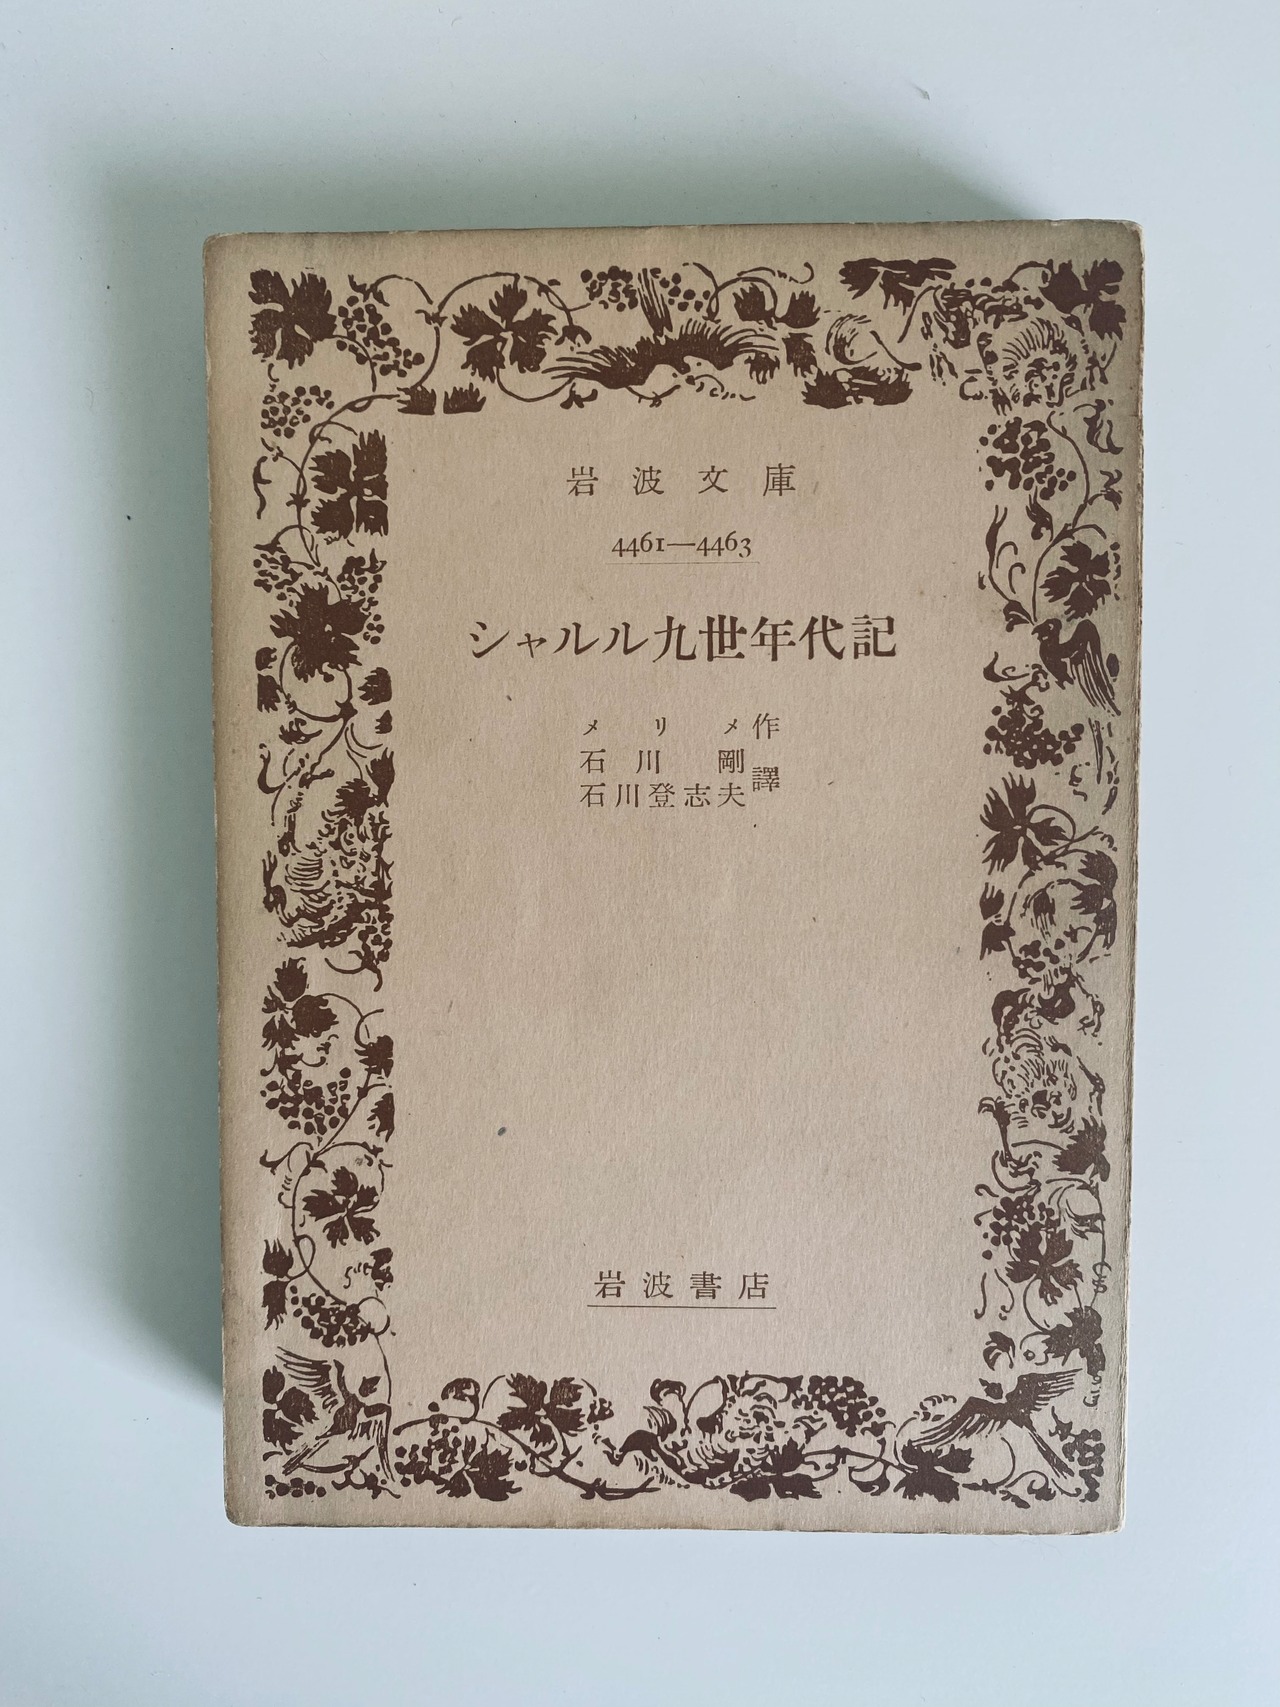 岩波文庫
4461—4463
シャルル九世年代記
メリメ作
石川剛
石川登志夫譯
岩波書店